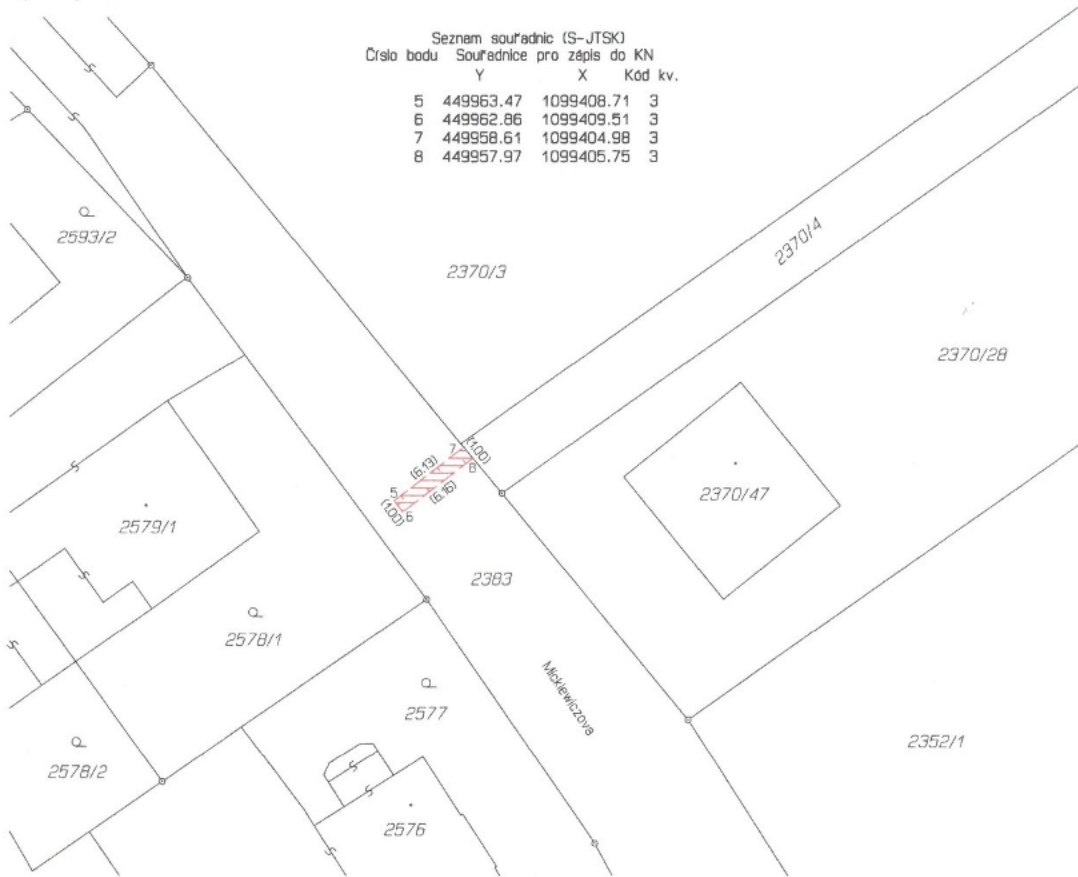 Seznam souřadnic (S-JTSK)
Číslo bodu Souřadnice pro zápis do KN
Y X Kód kv.
5 449963.47 1099408.71 3
6 449962.86 1099409.51 3
7 449958.61 1099404.98 3
8 449957.97 1099405.75 3
2593/2
2370/3
2370/4
2370/28
7
(1.00)
8
(6.13)
(6.16)
5
(1.00)
6
2370/47
2579/1
2383
2578/1
Mickiewiczova
2577
2578/2
2352/1
2576